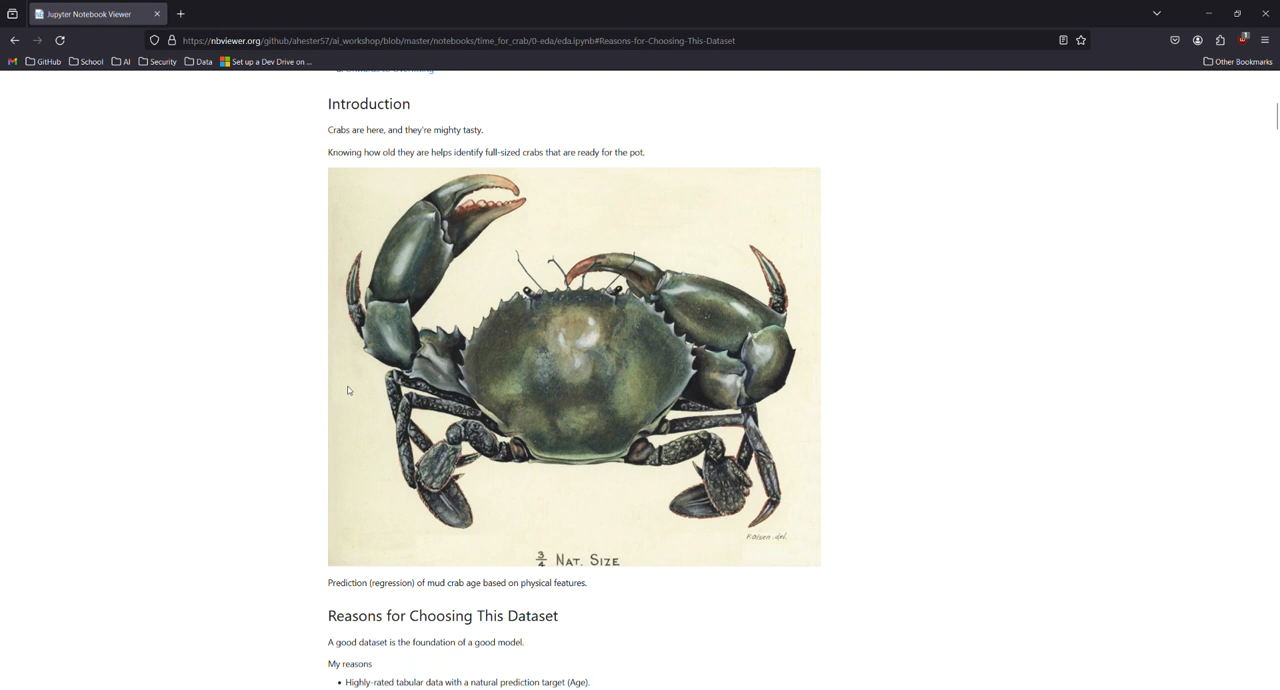 Jupyter Notebook Viewer
https://nbviewer.org/github/ahester57/ai_workshop/blob/master/notebooks/time_for_crab/0-eda/eda.ipynb#Reasons-for-Choosing-This-Dataset
GitHub School AI Security Data Set up a Dev Drive on ... Other Bookmarks
Introduction
Crabs are here, and they're mighty tasty.
Knowing how old they are helps identify full-sized crabs that are ready for the pot.
3/4 NAT. SIZE
Prediction (regression) of mud crab age based on physical features.
Reasons for Choosing This Dataset
A good dataset is the foundation of a good model.
My reasons
• Highly-rated tabular data with a natural prediction target (Age).